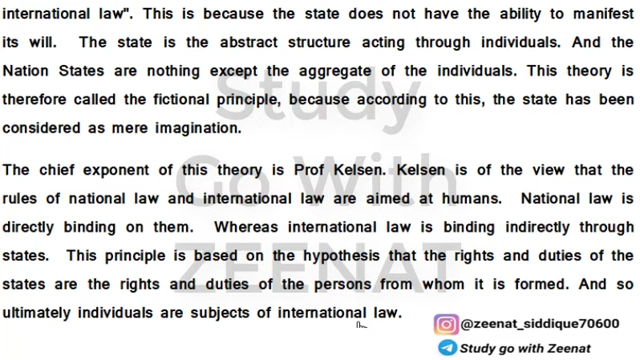 international law". This is because the state does not have the ability to manifest
its will. The state is the abstract structure acting through individuals. And the
Nation States are nothing except the aggregate of the individuals. This theory is
therefore called the fictional principle, because according to this, the state has been
considered as mere imagination.
The chief exponent of this theory is Prof Kelsen. Kelsen is of the view that the
rules of national law and international law are aimed at humans. National law is
directly binding on them. Whereas international law is binding indirectly through
states. This principle is based on the hypothesis that the rights and duties of the
states are the rights and duties of the persons from whom it is formed. And so
ultimately individuals are subjects of international law.
Study
Go With
ZEENAT
@zeenat_siddique70600
Study go with Zeenat